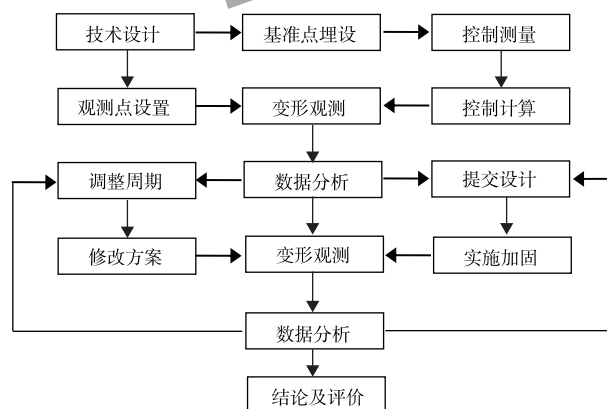 技术设计
基准点埋设
控制测量
观测点设置
变形观测
控制计算
调整周期
数据分析
提交设计
修改方案
变形观测
实施加固
数据分析
结论及评价